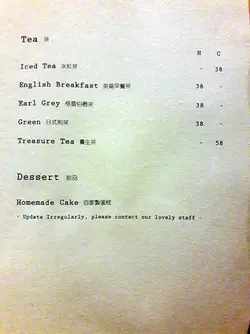 Tea 茶
H C
Iced Tea 冰紅茶 - 38
English Breakfast 英倫早餐茶 38 -
Earl Grey 格雷伯爵茶 38 -
Green 日式煎茶 38 -
Treasure Tea 養生茶 - 58
Dessert 甜品
Homemade Cake 自家製蛋糕
- Update Irregularly, please contact our lovely staff -